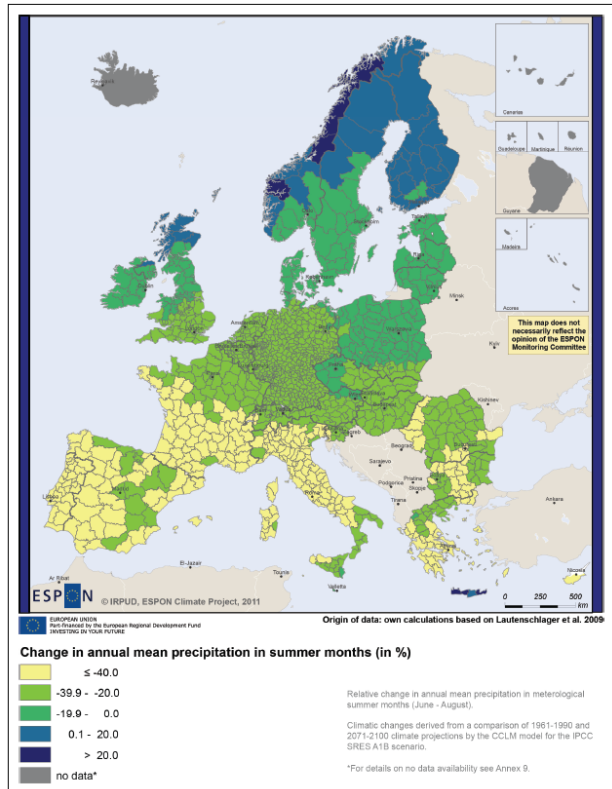 Reykjavik
Canarias
Guadeloupe
Martinique
Réunion
Guyane
Madeira
Acores
This map does not
necessarily reflect the
opinion of the ESPON
Monitoring Committee
Minsk
Kyiv
Kishinev
Beograd
Sarajevo
Pristina
Podgorica
Skopje
Tirana
Ankara
Roma
Madrid
Ar Ribat
El-Jazair
Tounis
Valletta
Nicosia
0 250 500
km
ESPON
© IRPUD, ESPON Climate Project, 2011
EUROPEAN UNION
Part-financed by the European Regional Development Fund
INVESTING IN YOUR FUTURE
Origin of data: own calculations based on Lautenschlager et al. 2009
Change in annual mean precipitation in summer months (in %)
≤ -40.0
-39.9 - -20.0
-19.9 - 0.0
0.1 - 20.0
> 20.0
no data*
Relative change in annual mean precipitation in meterological
summer months (June - August).
Climatic changes derived from a comparison of 1961-1990 and
2071-2100 climate projections by the CCLM model for the IPCC
SRES A1B scenario.
*For details on no data availability see Annex 9.